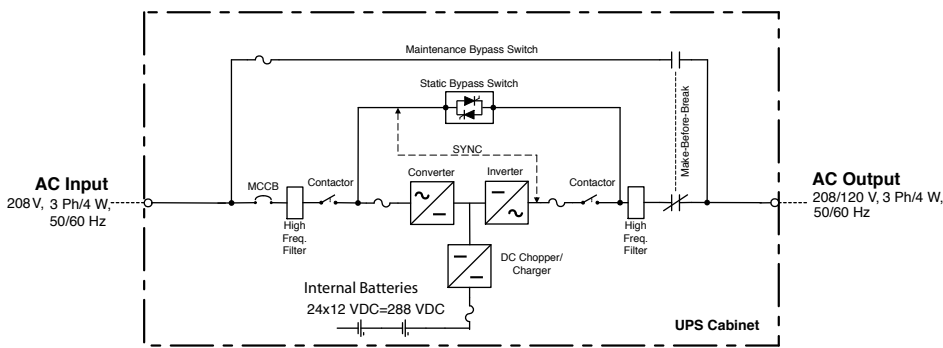 Maintenance Bypass Switch
Static Bypass Switch
Make-Before-Break
SYNC
AC Input
208 V, 3 Ph/4 W,
50/60 Hz
MCCB
High
Freq.
Filter
Contactor
Converter
Inverter
Contactor
High
Freq.
Filter
AC Output
208/120 V, 3 Ph/4 W,
50/60 Hz
DC Chopper/
Charger
Internal Batteries
24x12 VDC=288 VDC
UPS Cabinet